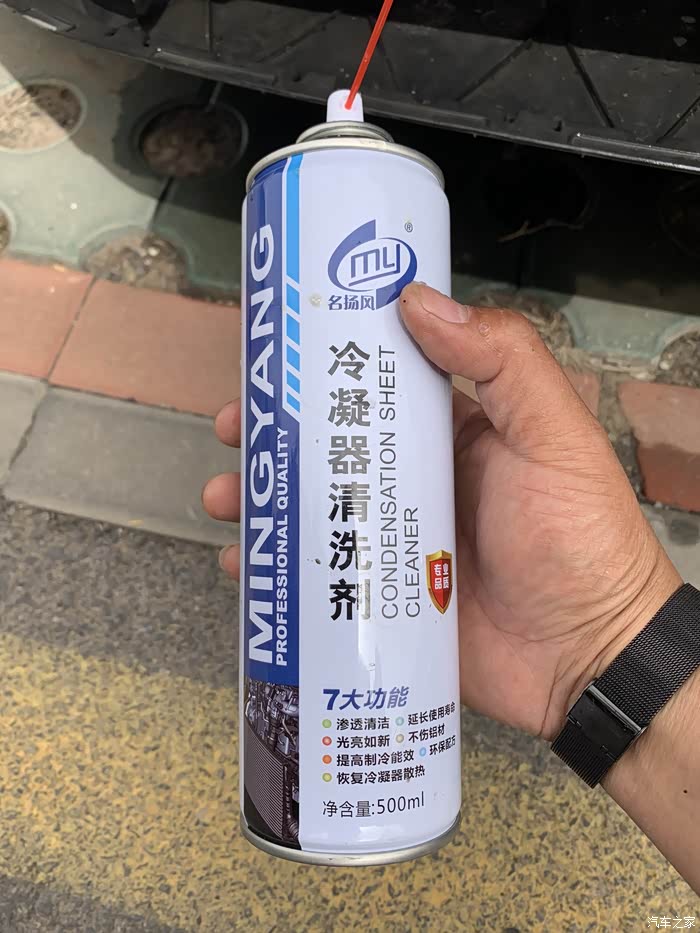 my
®
名扬风
MINGYANG
PROFESSIONAL QUALITY
冷凝器清洗剂
CONDENSATION SHEET
CLEANER
专业
品质
7大功能
渗透清洁
延长使用寿命
光亮如新
不伤铝材
提高制冷能效
环保配方
恢复冷凝器散热
净含量:500ml
汽车之家